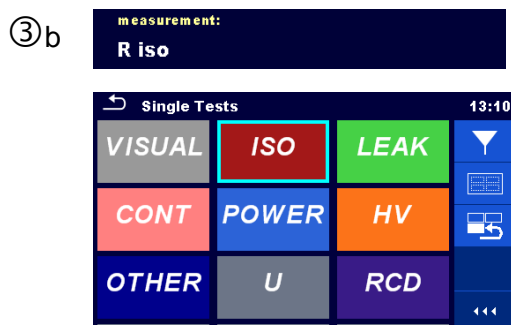 ③b
measurement:
R iso
Single Tests 13:10
VISUAL ISO LEAK
CONT POWER HV
OTHER U RCD